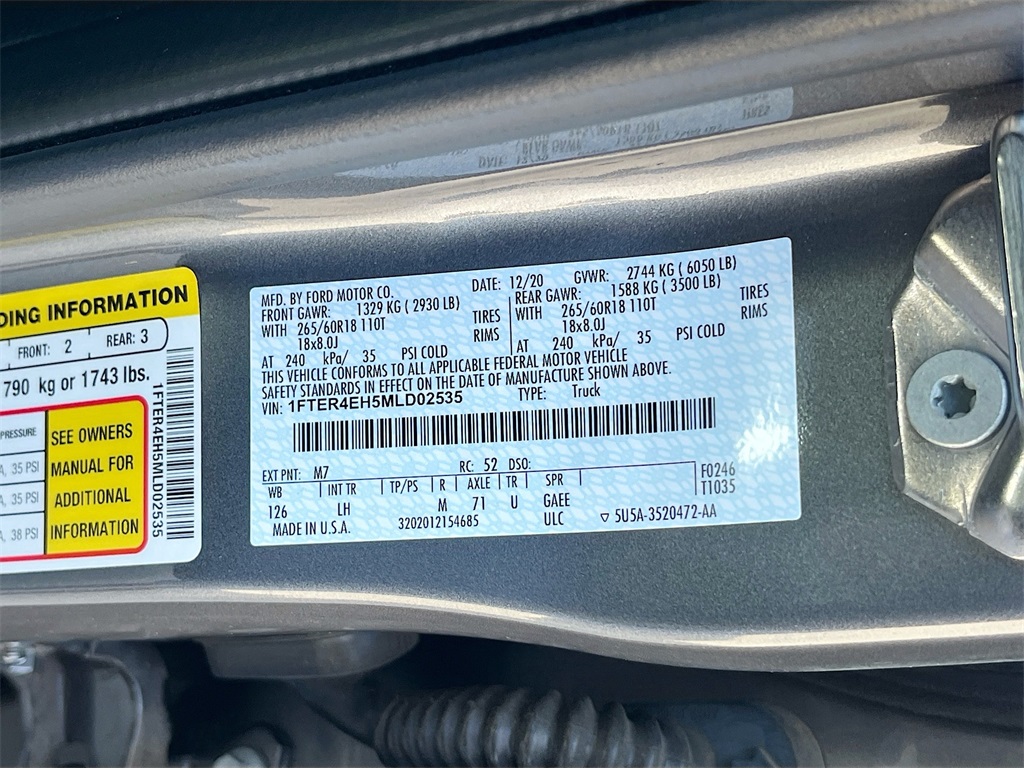 DING INFORMATION
FRONT: 2 REAR: 3
790 kg or 1743 lbs.
PRESSURE
35 PSI
35 PSI
38 PSI
SEE OWNERS
MANUAL FOR
ADDITIONAL
INFORMATION
1FTER4EH5MLD02535
MFD. BY FORD MOTOR CO. DATE: 12/20 GVWR: 2744 KG ( 6050 LB)
FRONT GAWR: 1329 KG ( 2930 LB) REAR GAWR: 1588 KG ( 3500 LB)
WITH 265/60R18 110T TIRES WITH 265/60R18 110T TIRES
18x8.0J RIMS 18x8.0J RIMS
AT 240 kPa/ 35 PSI COLD AT 240 kPa/ 35 PSI COLD
THIS VEHICLE CONFORMS TO ALL APPLICABLE FEDERAL MOTOR VEHICLE
SAFETY STANDARDS IN EFFECT ON THE DATE OF MANUFACTURE SHOWN ABOVE.
VIN: 1FTER4EH5MLD02535 TYPE: Truck
EXT PNT: M7 RC: 52 DSO:
WB INT TR TP/PS R AXLE TR SPR F0246
126 LH M 71 U GAEE T1035
MADE IN U.S.A. 3202012154685 ULC 5U5A-3520472-AA